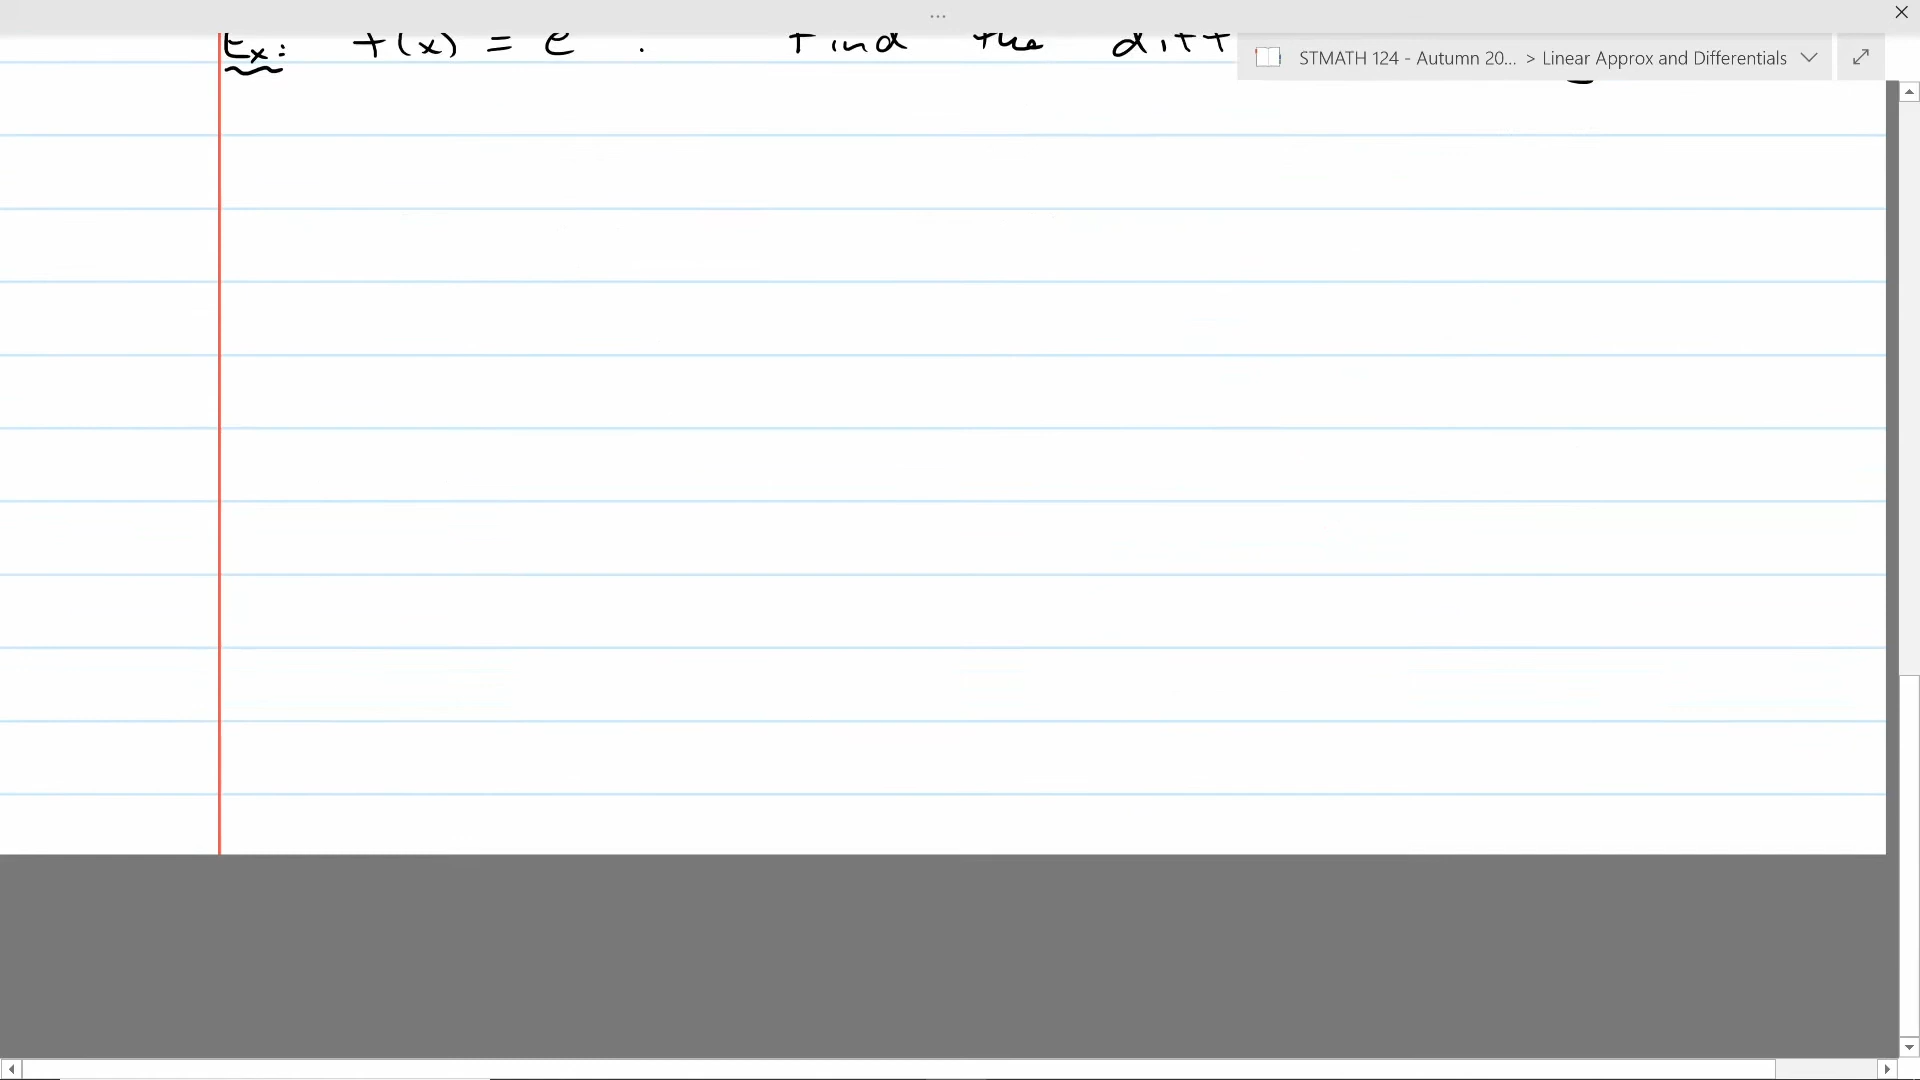 ...
Ex: f(x) = e . Find the diff
STMATH 124 - Autumn 20... > Linear Approx and Differentials